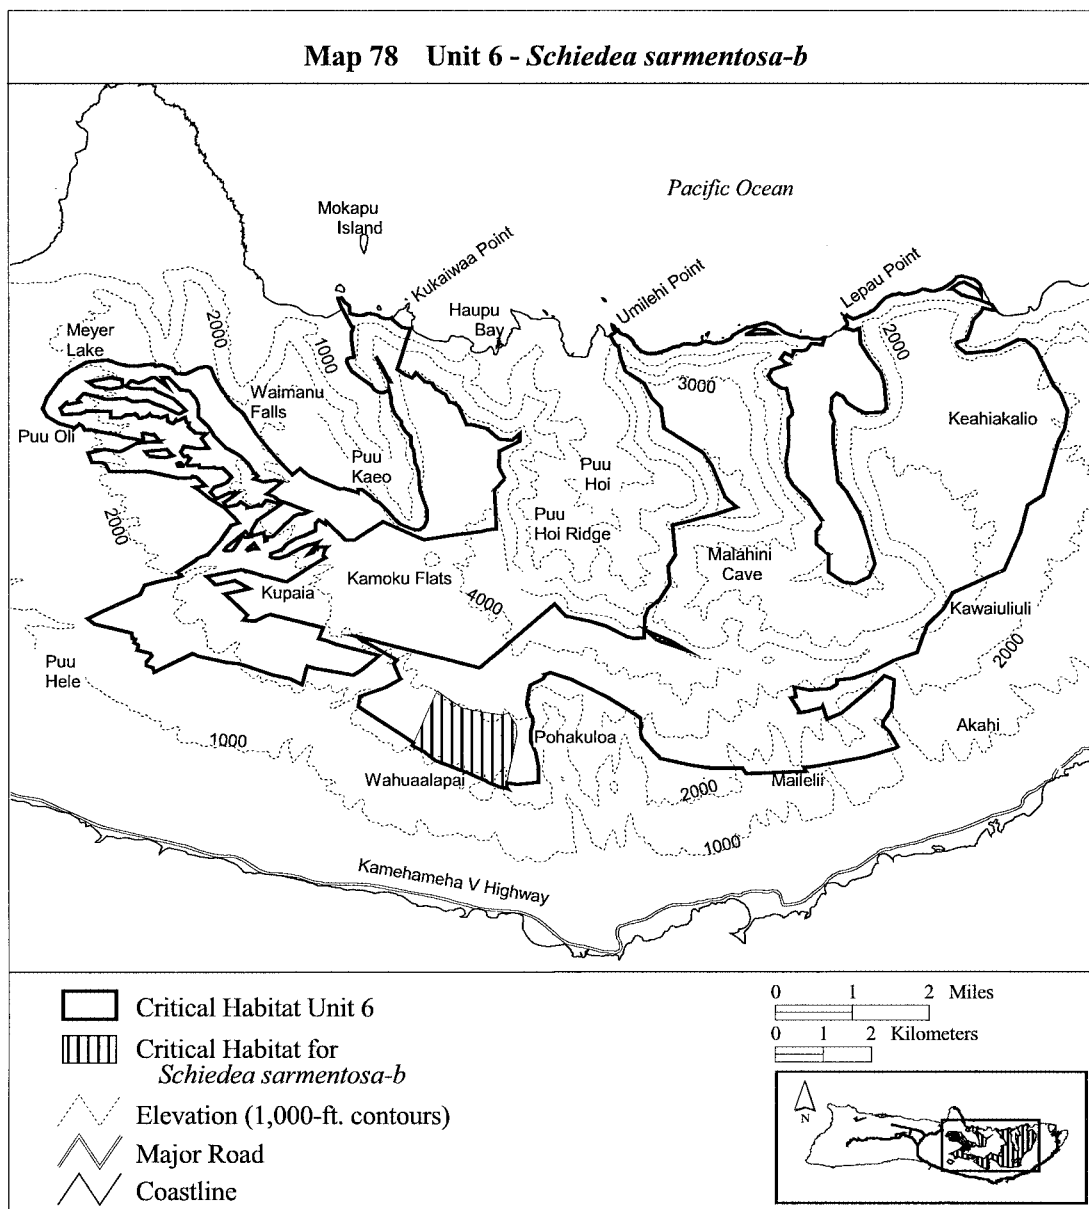 Map 78 Unit 6 - Schiedea sarmentosa-b
Pacific Ocean
Mokapu
Island
Kukaiwaa Point
Haupu
Bay
Umilehi Point
Lepau Point
Meyer
Lake
2000
1000
2000
3000
Waimanu
Falls
Keahiakalio
Puu Oli
Puu
Kaeo
Puu
Hoi
2000
Puu
Hoi Ridge
Malahini
Cave
Kamoku Flats
Kupaia
4000
Kawaiuliuli
2000
Puu
Hele
1000
Pohakuloa
Akahi
Wahuaalapai
Mailelii
2000
1000
Kamehameha V Highway
Critical Habitat Unit 6
Critical Habitat for
Schiedea sarmentosa-b
Elevation (1,000-ft. contours)
Major Road
Coastline
0 1 2 Miles
0 1 2 Kilometers
N